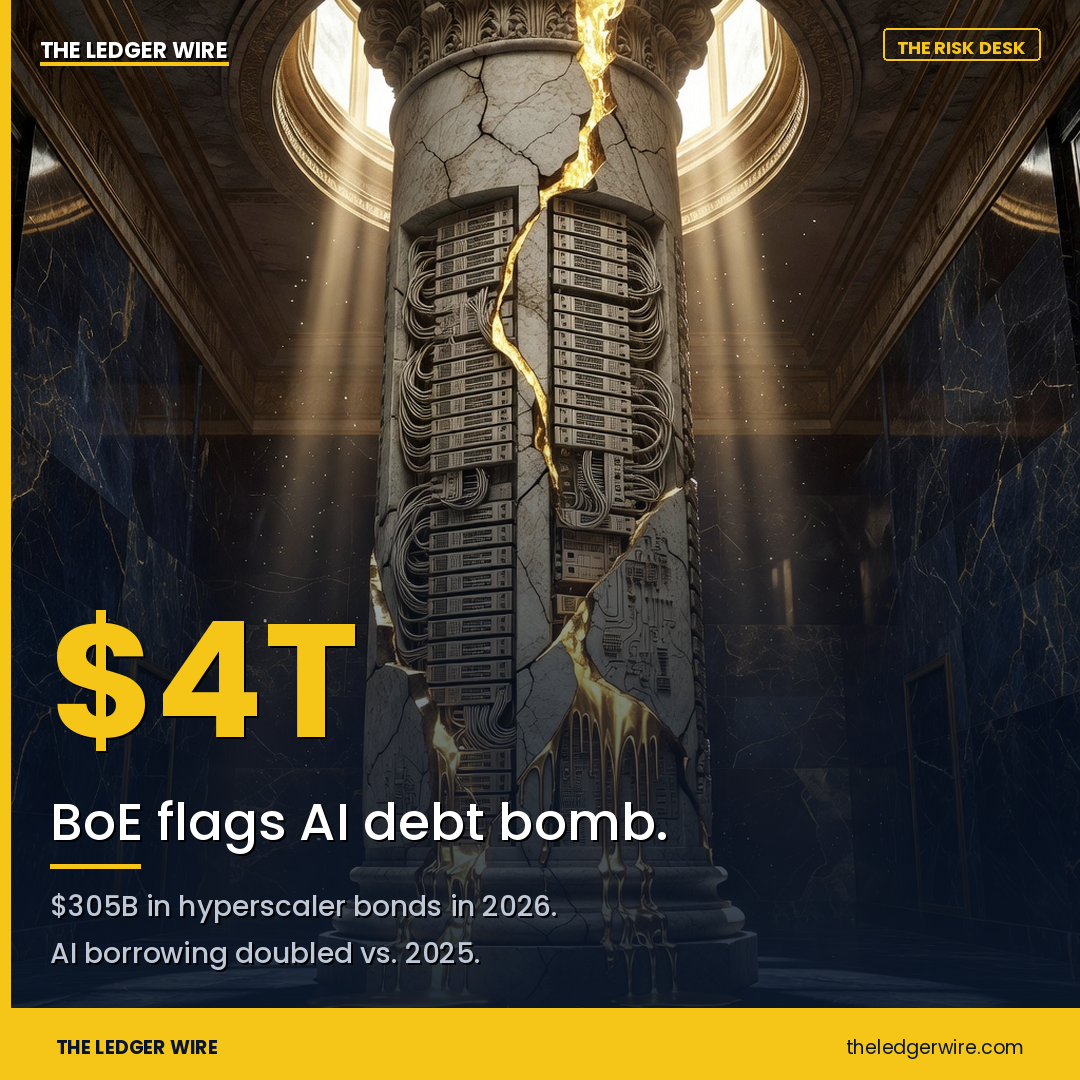 THE LEDGER WIRE
THE RISK DESK
$4T
BoE flags AI debt bomb.
$305B in hyperscaler bonds in 2026.
AI borrowing doubled vs. 2025.
THE LEDGER WIRE
theledgerwire.com